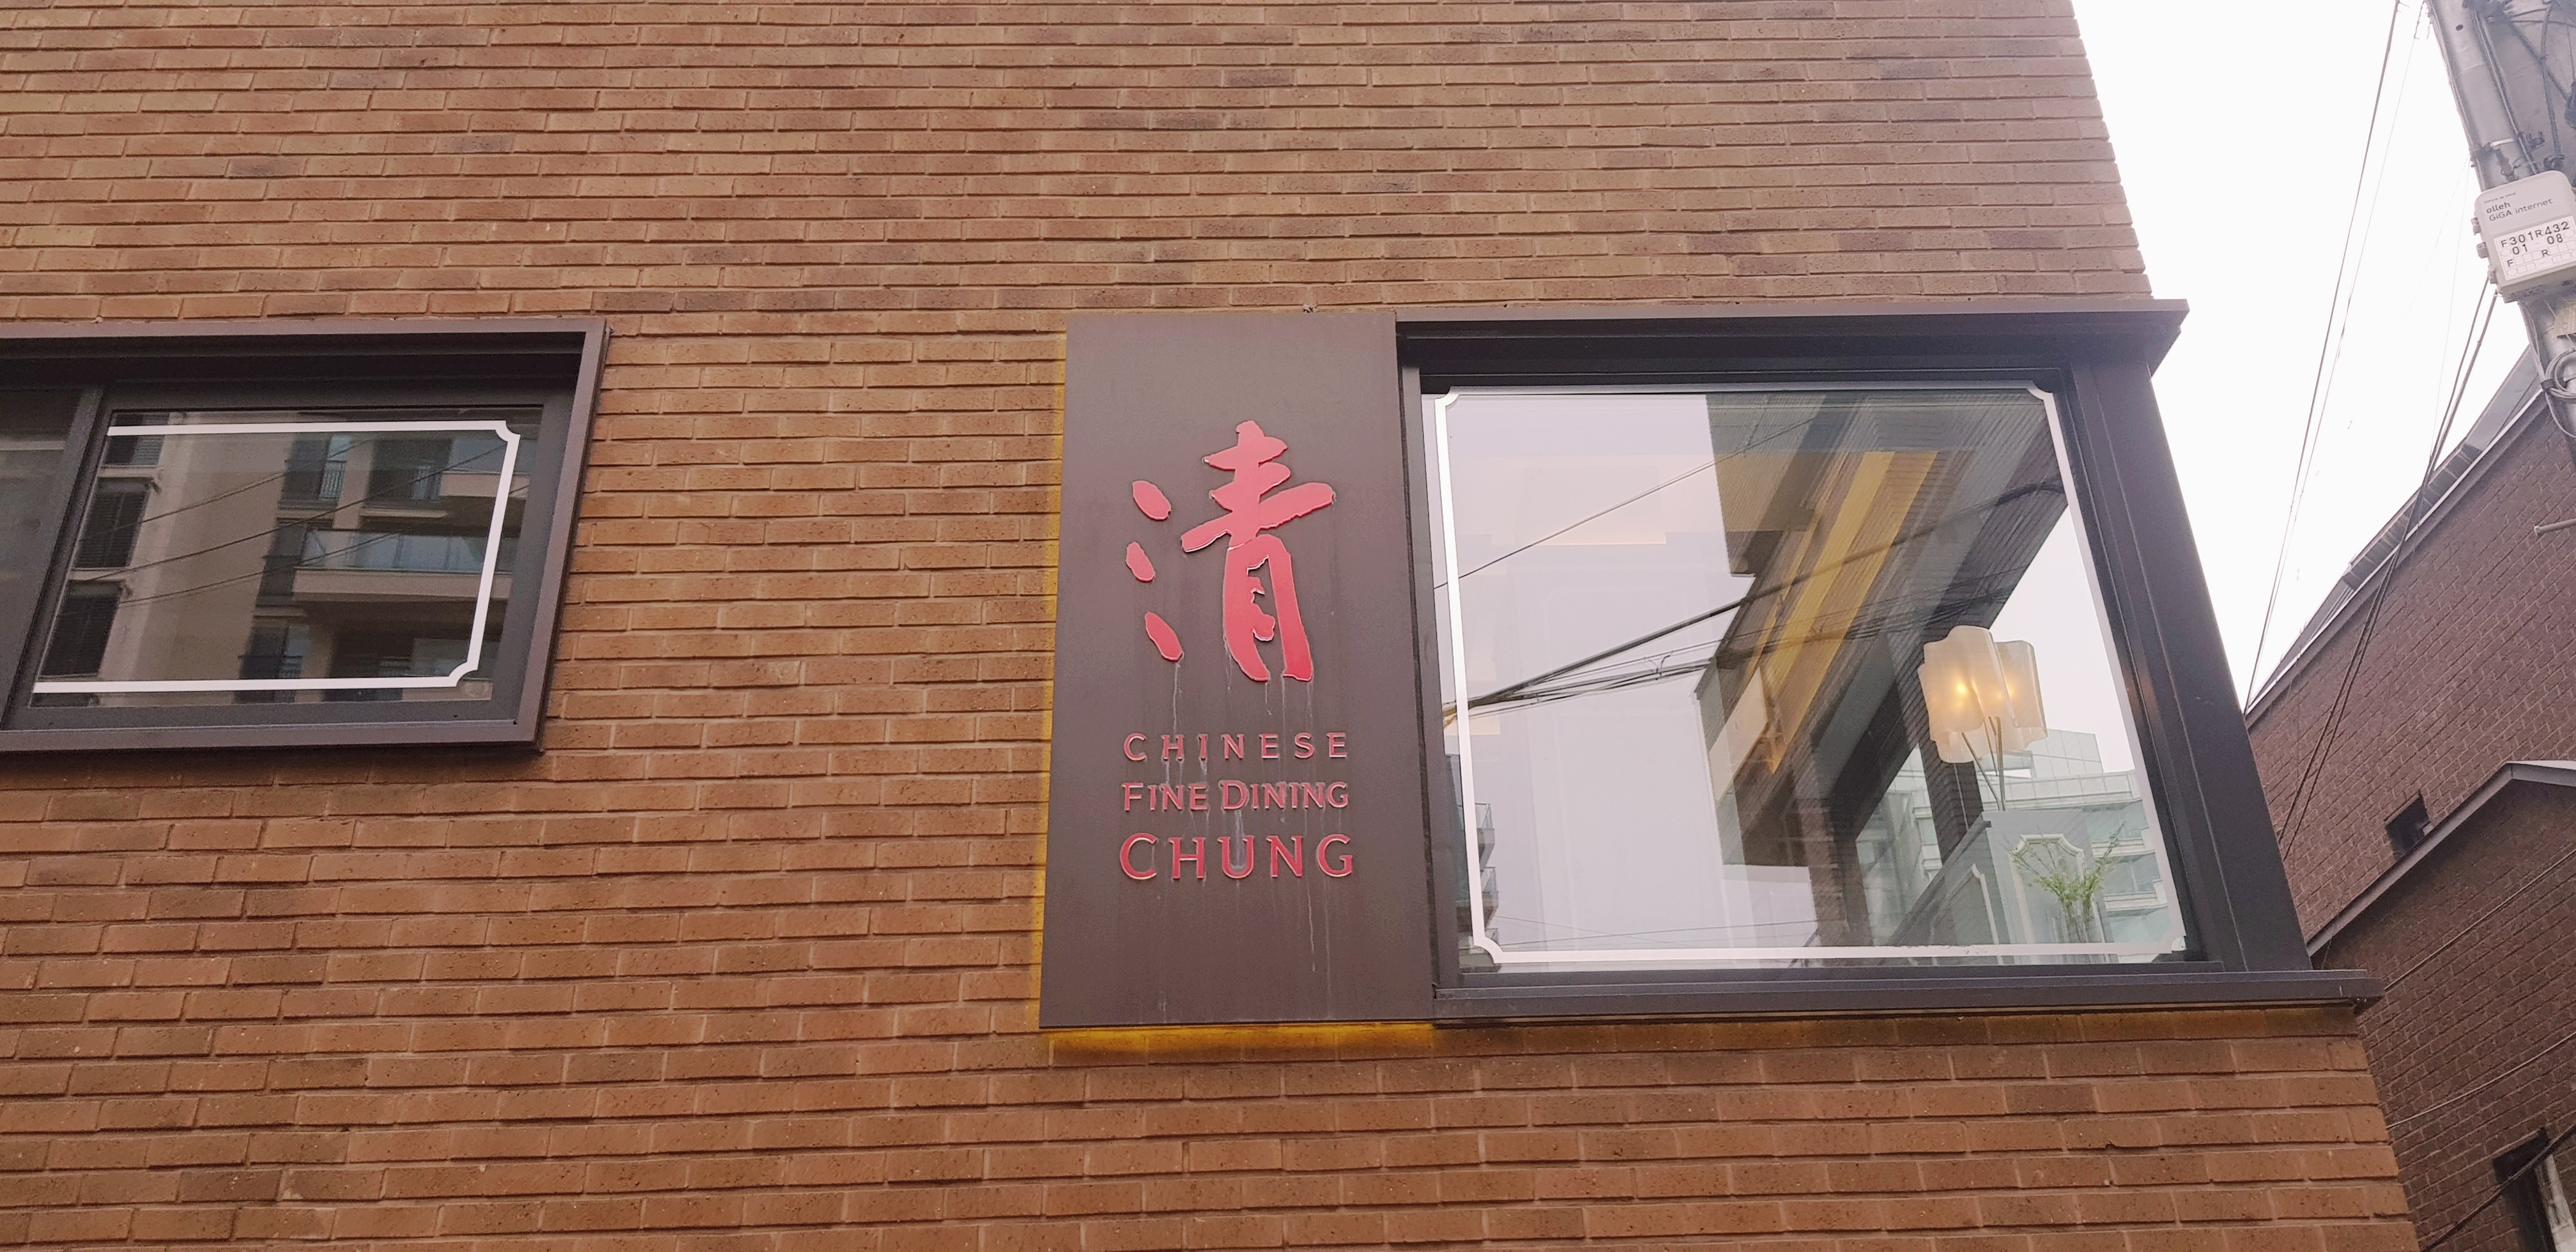 清
CHINESE
FINE DINING
CHUNG
olleh
GiGA internet
F301R432
01 08
F R